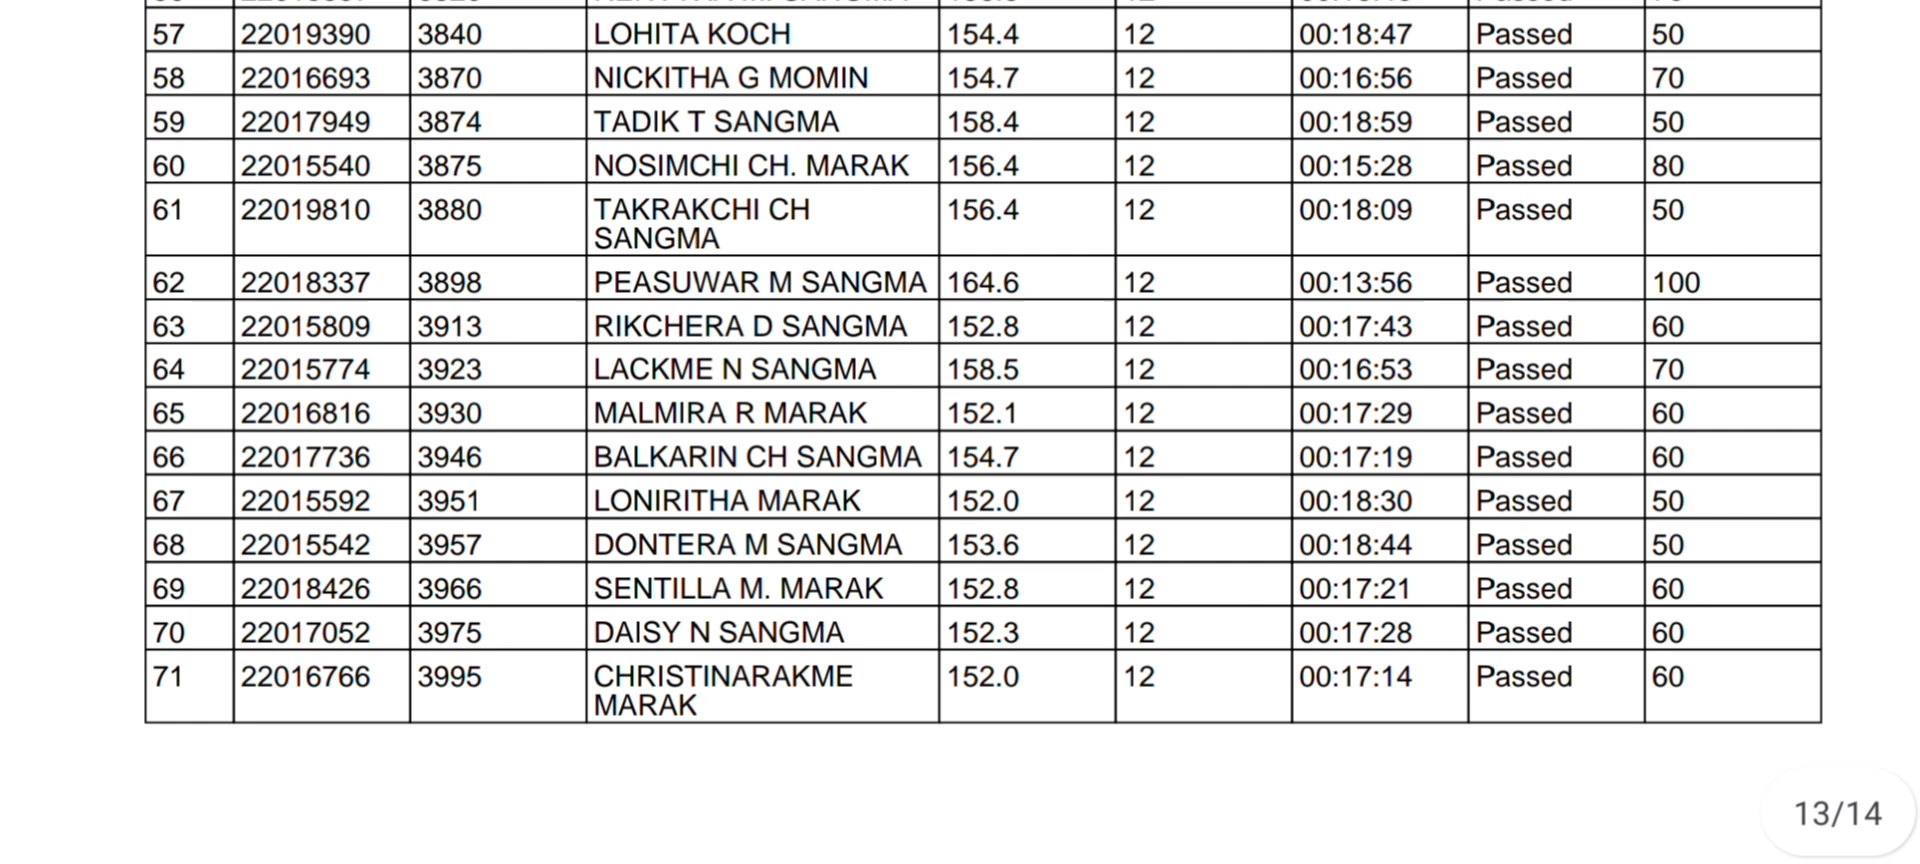 57 22019390 3840 LOHITA KOCH 154.4 12 00:18:47 Passed 50
58 22016693 3870 NICKITHA G MOMIN 154.7 12 00:16:56 Passed 70
59 22017949 3874 TADIK T SANGMA 158.4 12 00:18:59 Passed 50
60 22015540 3875 NOSIMCHI CH. MARAK 156.4 12 00:15:28 Passed 80
61 22019810 3880 TAKRAKCHI CH 156.4 12 00:18:09 Passed 50
SANGMA
62 22018337 3898 PEASUWAR M SANGMA 164.6 12 00:13:56 Passed 100
63 22015809 3913 RIKCHERA D SANGMA 152.8 12 00:17:43 Passed 60
64 22015774 3923 LACKME N SANGMA 158.5 12 00:16:53 Passed 70
65 22016816 3930 MALMIRA R MARAK 152.1 12 00:17:29 Passed 60
66 22017736 3946 BALKARIN CH SANGMA 154.7 12 00:17:19 Passed 60
67 22015592 3951 LONIRITHA MARAK 152.0 12 00:18:30 Passed 50
68 22015542 3957 DONTERA M SANGMA 153.6 12 00:18:44 Passed 50
69 22018426 3966 SENTILLA M. MARAK 152.8 12 00:17:21 Passed 60
70 22017052 3975 DAISY N SANGMA 152.3 12 00:17:28 Passed 60
71 22016766 3995 CHRISTINARAKME 152.0 12 00:17:14 Passed 60
MARAK
13/14